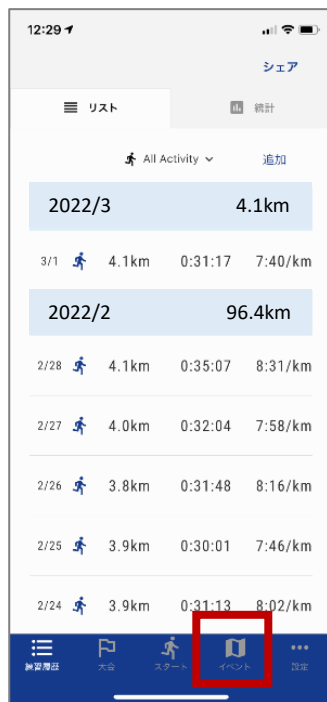 12:29
シェア
リスト 統計
All Activity 追加
2022/3 4.1km
3/1 4.1km 0:31:17 7:40/km
2022/2 96.4km
2/28 4.1km 0:35:07 8:31/km
2/27 4.0km 0:32:04 7:58/km
2/26 3.8km 0:31:48 8:16/km
2/25 3.9km 0:30:01 7:46/km
2/24 3.9km 0:31:13 8:02/km
練習履歴 大会 スタート イベント 設定